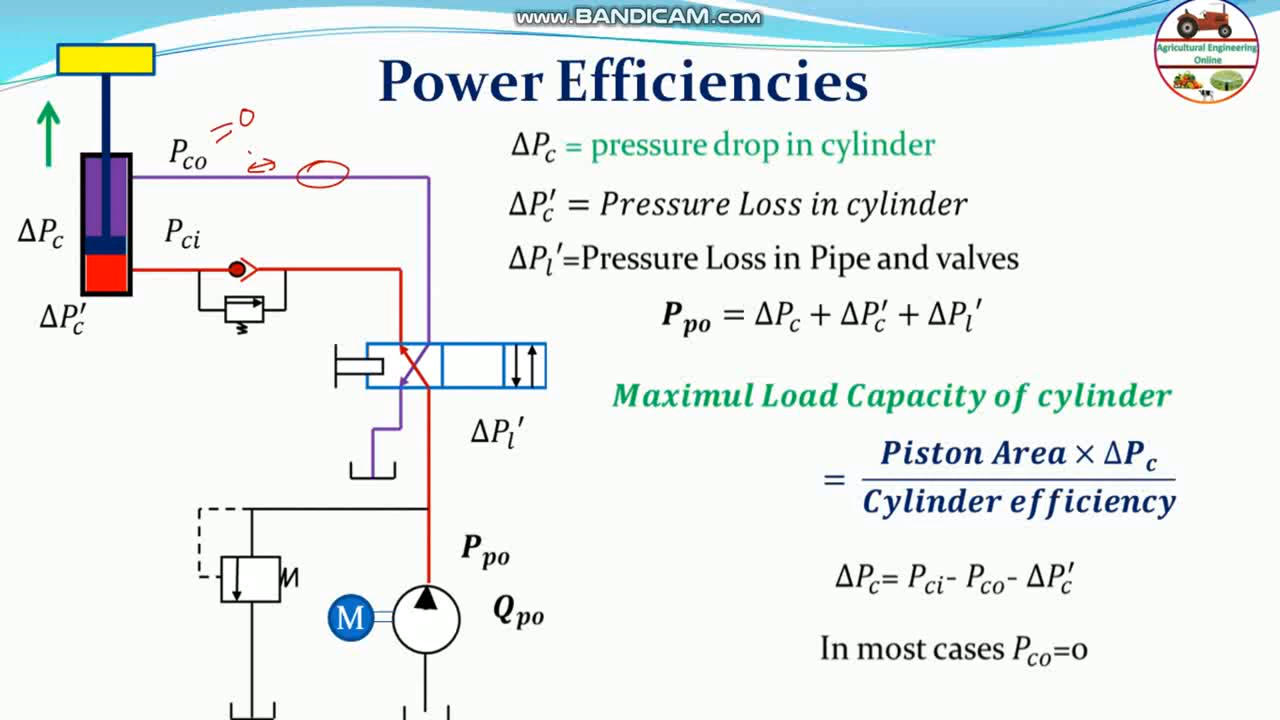 www.BANDICAM.com
Agricultural Engineering
Online
Power Efficiencies
P_co
= 0
ΔP_c = pressure drop in cylinder
ΔP′_c = Pressure Loss in cylinder
ΔP_c
P_ci
ΔP_l′=Pressure Loss in Pipe and valves
ΔP′_c
P_po = ΔP_c + ΔP′_c + ΔP_l′
Maximul Load Capacity of cylinder
ΔP_l′
= Piston Area × ΔP_c
Cylinder efficiency
P_po
ΔP_c= P_ci- P_co- ΔP′_c
M
Q_po
In most cases P_co=0